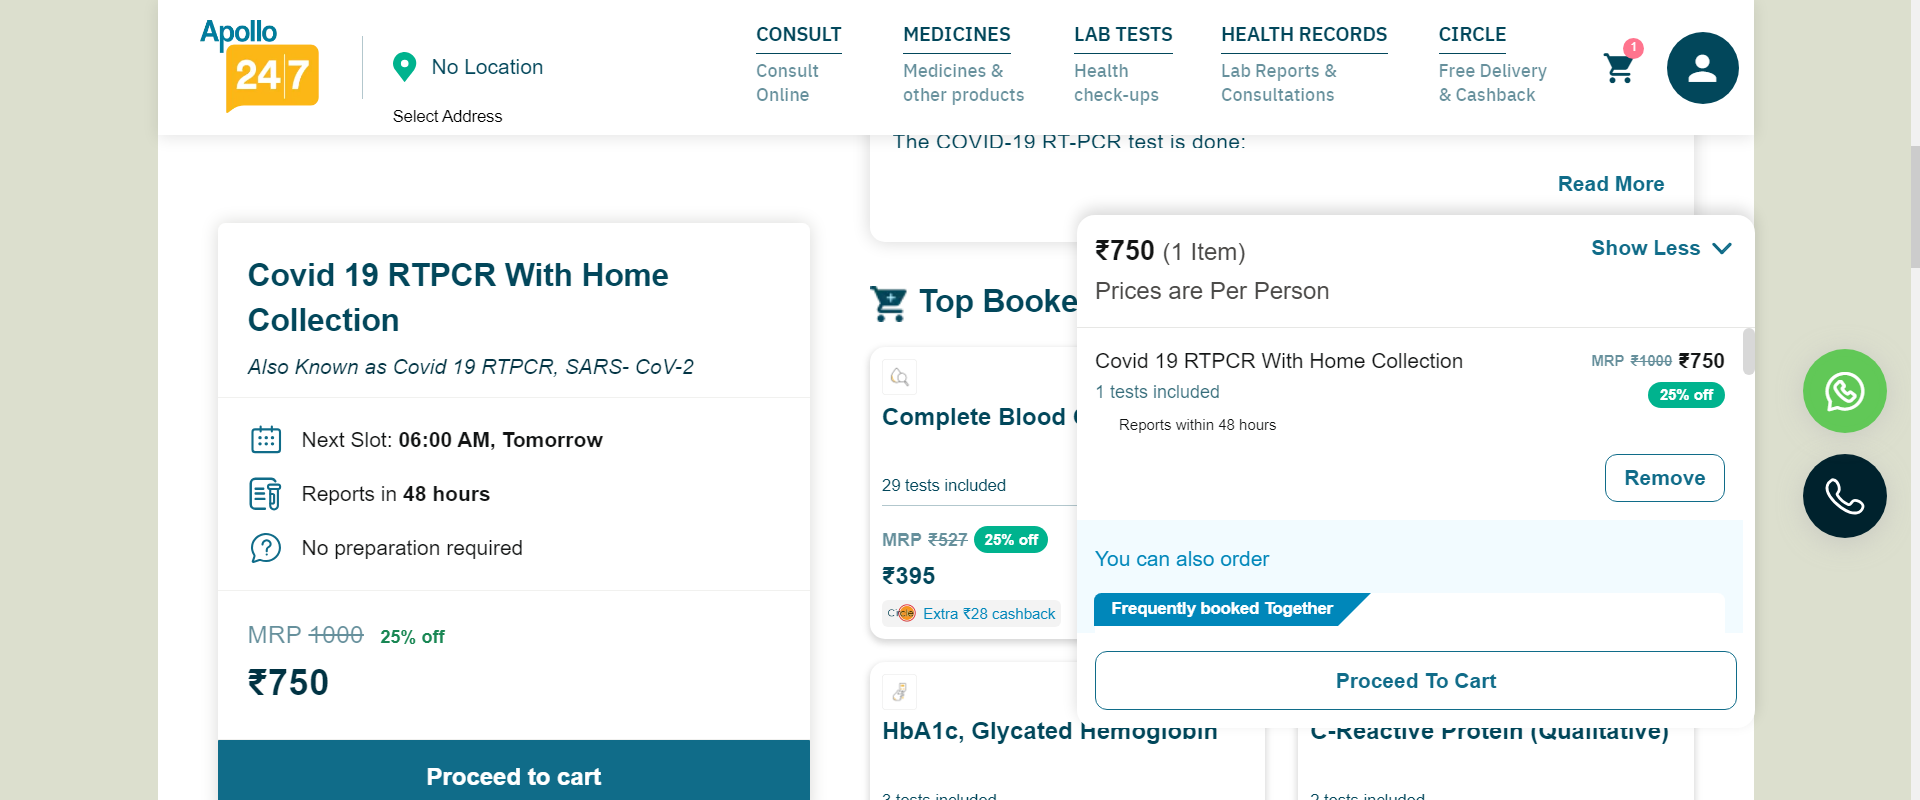 Apollo
24|7
No Location
Select Address
CONSULT
Consult
Online
MEDICINES
Medicines &
other products
LAB TESTS
Health
check-ups
HEALTH RECORDS
Lab Reports &
Consultations
CIRCLE
Free Delivery
& Cashback
1
The COVID-19 RT-PCR test is done:
Read More
Covid 19 RTPCR With Home
Collection
Also Known as Covid 19 RTPCR, SARS- CoV-2
Next Slot: 06:00 AM, Tomorrow
Reports in 48 hours
No preparation required
MRP 1000 25% off
₹750
Proceed to cart
Top Booke
Complete Blood
29 tests included
MRP ₹527 25% off
₹395
Circle Extra ₹28 cashback
HbA1c, Glycated Hemoglobin
3 tests included
C-Reactive Protein (Qualitative)
2 tests included
₹750 (1 Item)
Show Less
Prices are Per Person
Covid 19 RTPCR With Home Collection
MRP ₹1000 ₹750
1 tests included
25% off
Reports within 48 hours
Remove
You can also order
Frequently booked Together
Proceed To Cart